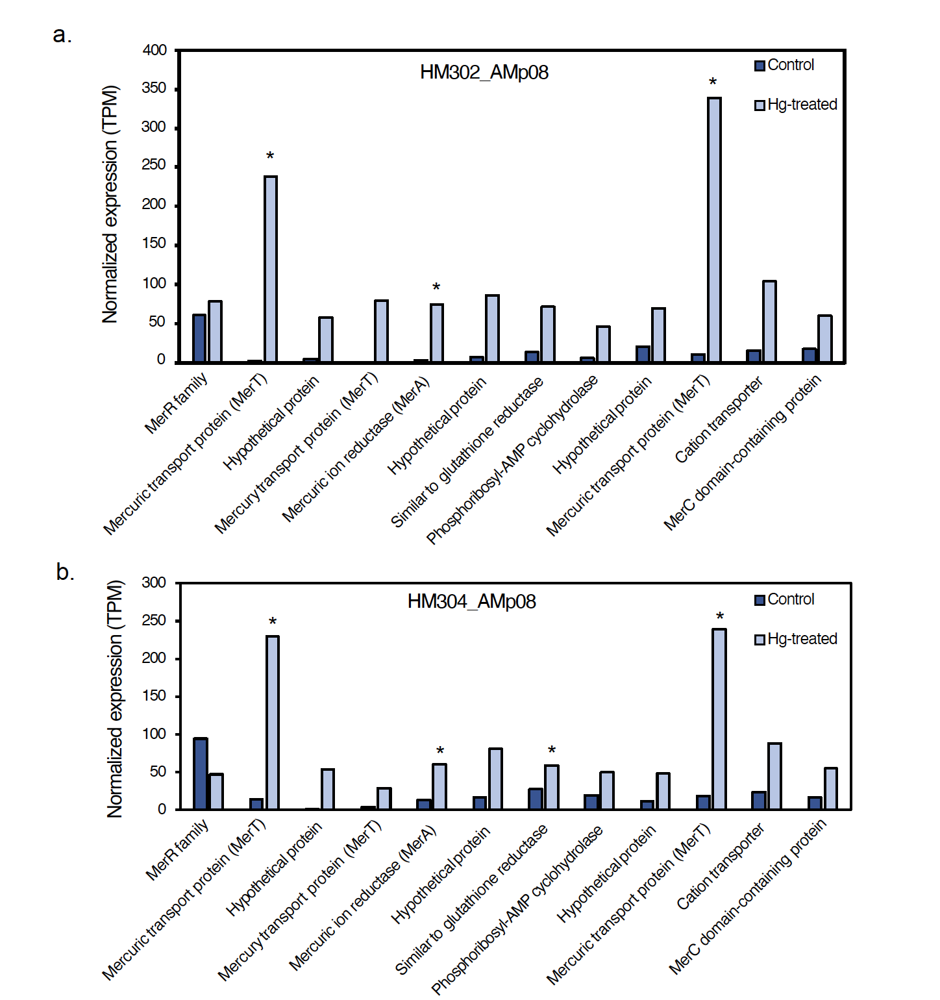 a.
HM302_AMp08
Control
Hg-treated
Normalized expression (TPM)
400
350
300
250
200
150
100
50
0
*
*
*
MerR family
Mercuric transport protein (MerT)
Hypothetical protein
Mercury transport protein (MerT)
Mercuric ion reductase (MerA)
Hypothetical protein
Similar to glutathione reductase
Phosphoribosyl-AMP cyclohydrolase
Hypothetical protein
Mercuric transport protein (MerT)
Cation transporter
MerC domain-containing protein
b.
HM304_AMp08
Control
Hg-treated
Normalized expression (TPM)
300
250
200
150
100
50
0
*
*
*
*
MerR family
Mercuric transport protein (MerT)
Hypothetical protein
Mercury transport protein (MerT)
Mercuric ion reductase (MerA)
Hypothetical protein
Similar to glutathione reductase
Phosphoribosyl-AMP cyclohydrolase
Hypothetical protein
Mercuric transport protein (MerT)
Cation transporter
MerC domain-containing protein